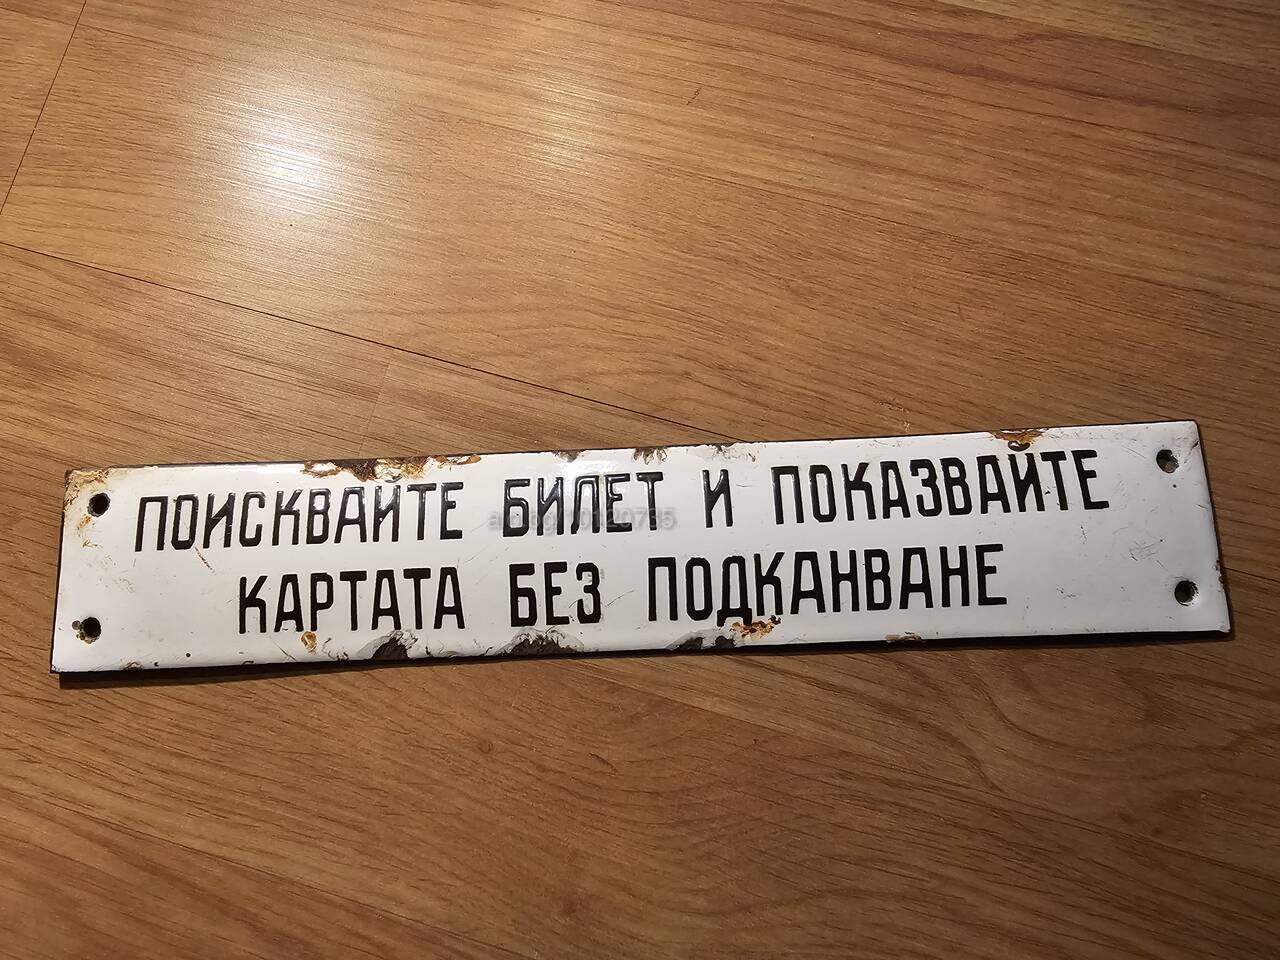 ПОИСКВАЙТЕ БИЛЕТ И ПОКАЗВАЙТЕ
КАРТАТА БЕЗ ПОДКАНВАНЕ